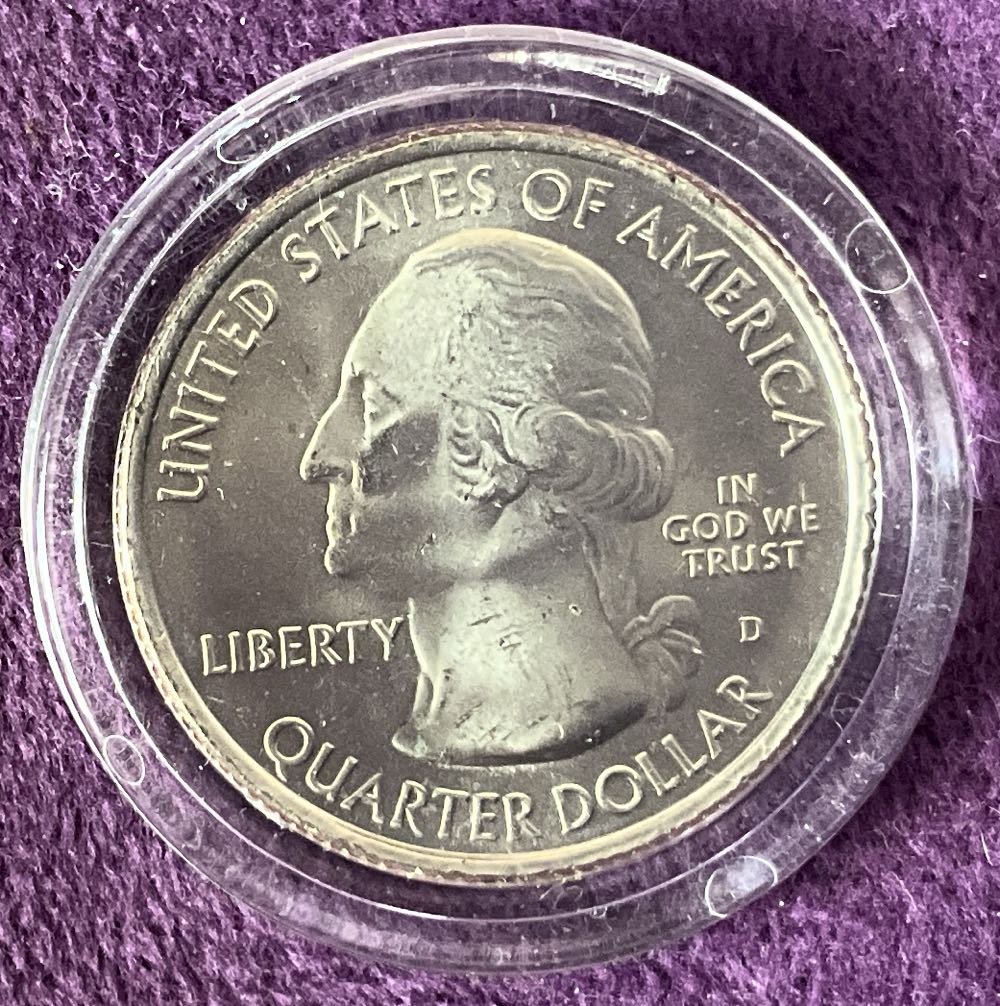 UNITED STATES OF AMERICA
IN
GOD WE
TRUST
LIBERTY
D
QUARTER DOLLAR